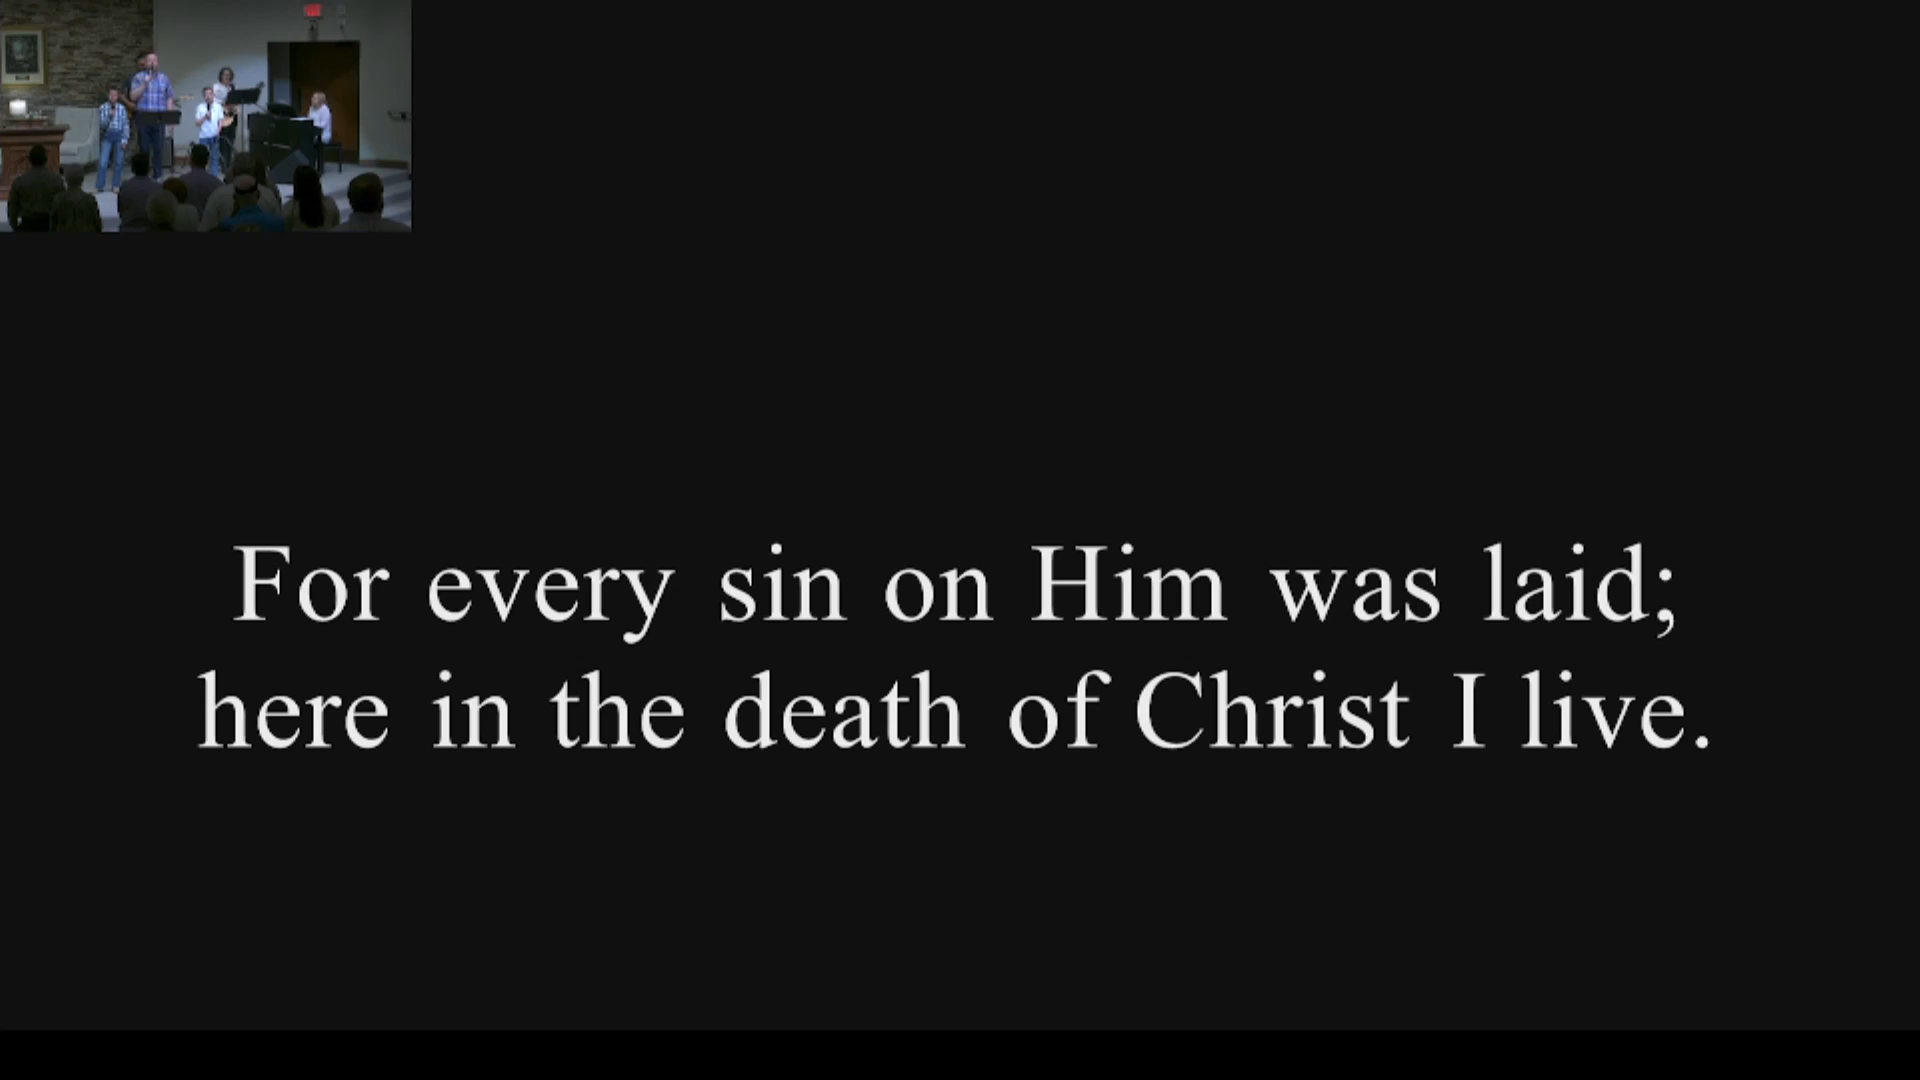 For every sin on Him was laid;
here in the death of Christ I live.